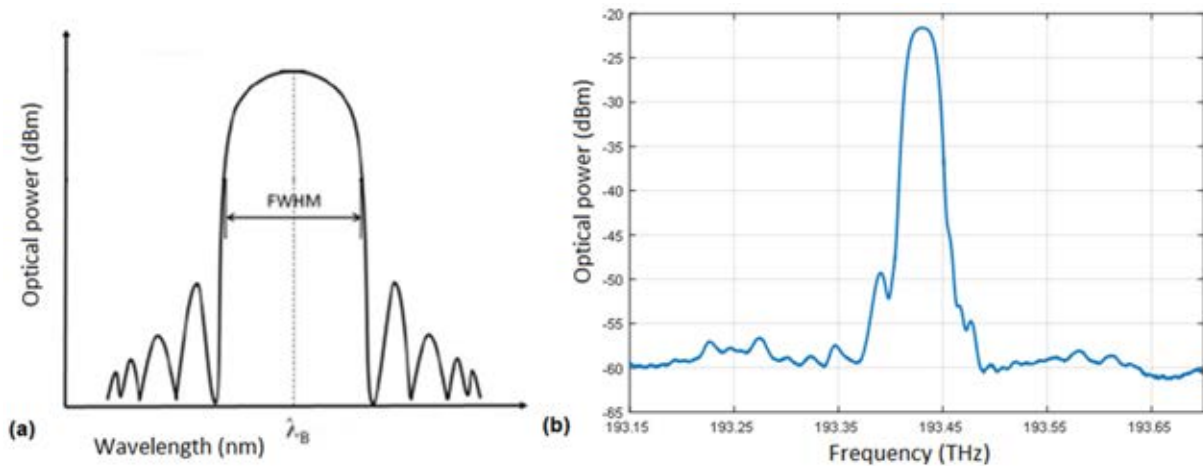 Optical power (dBm)
FWHM
(a)
Wavelength (nm)
λ-B
Optical power (dBm)
-20
-25
-30
-35
-40
-45
-50
-55
-60
-65
193.15
193.25
193.35
193.45
193.55
193.65
(b)
Frequency (THz)